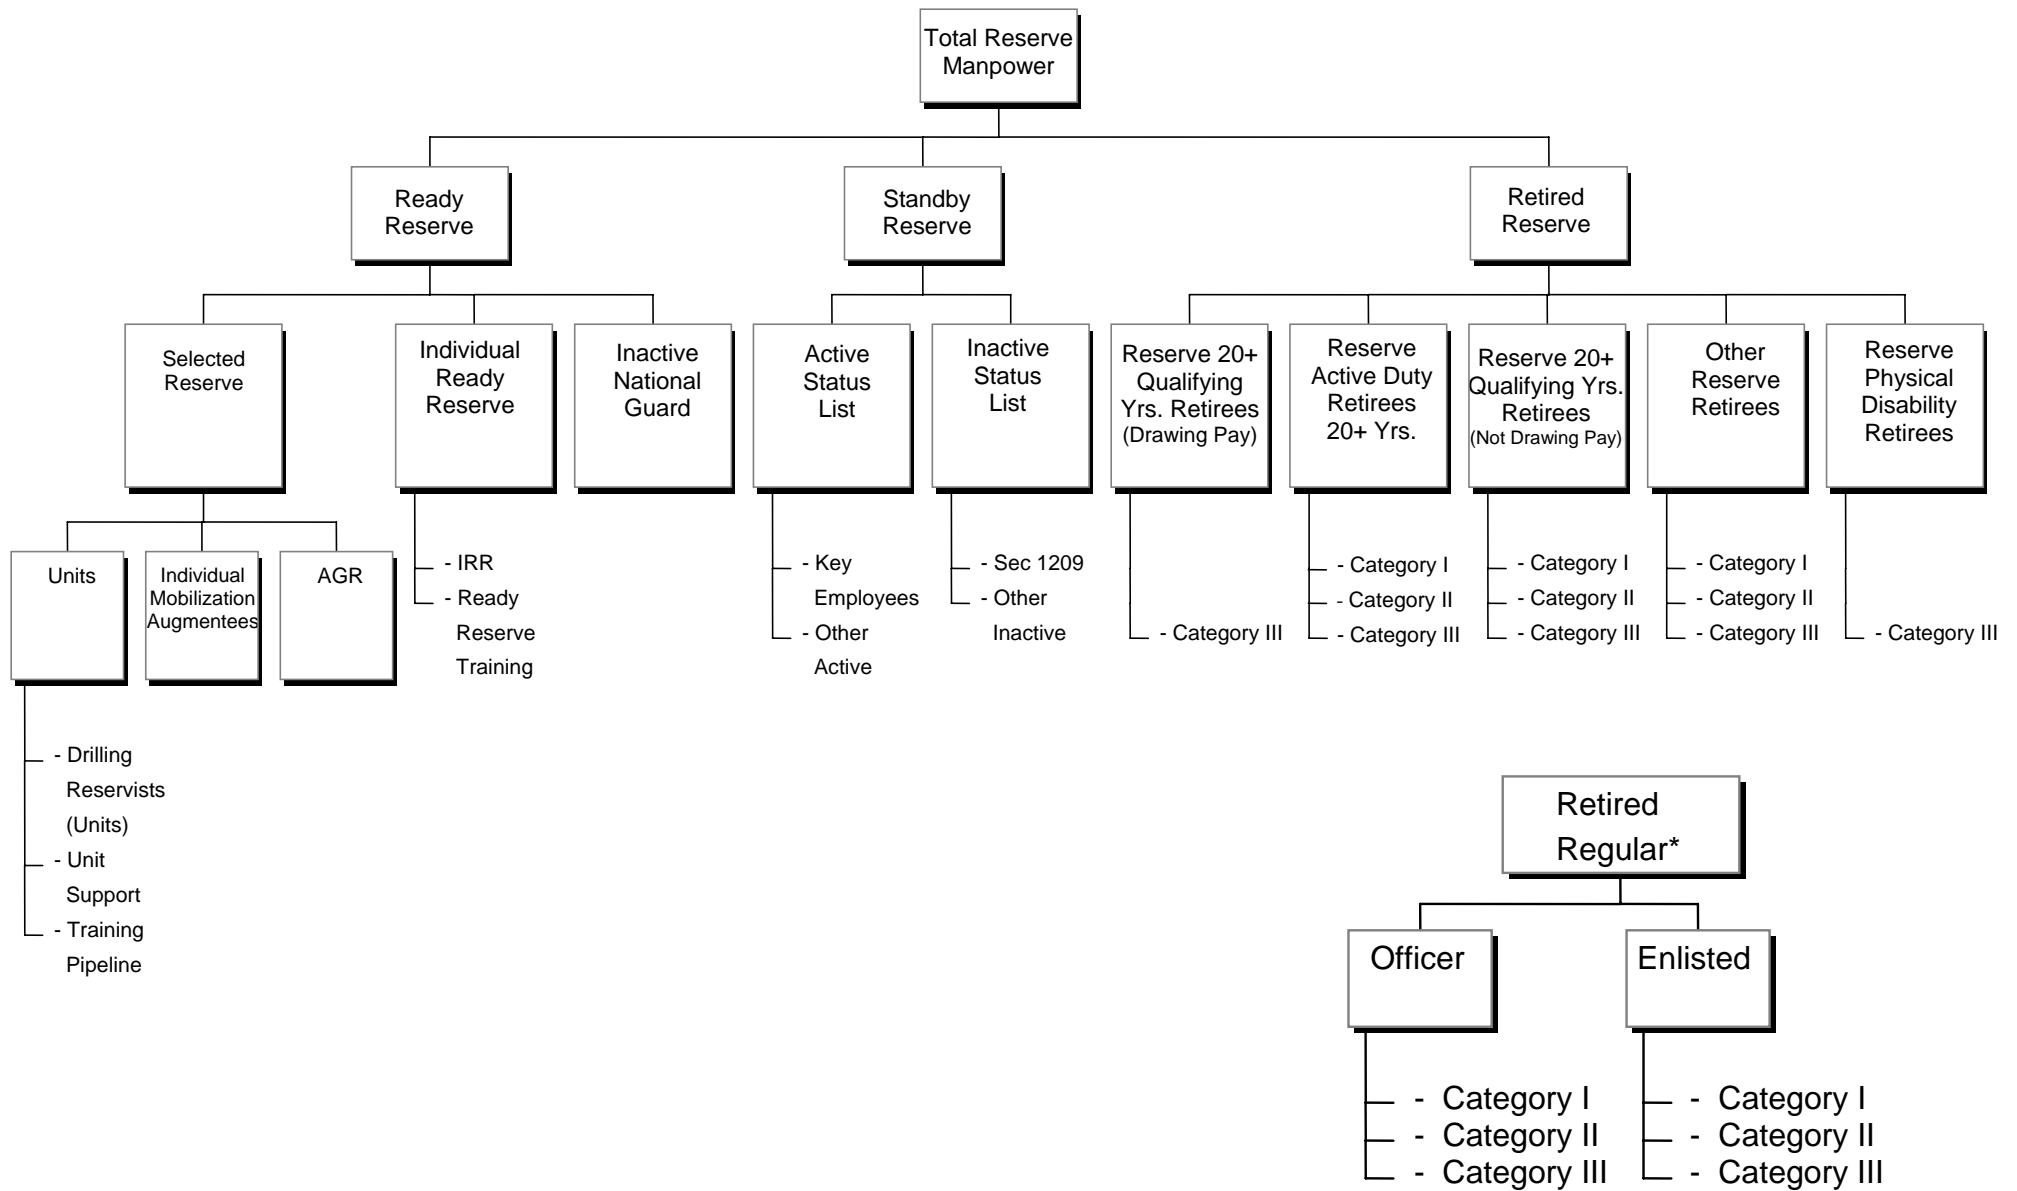 Total Reserve
Manpower
Ready
Reserve
Standby
Reserve
Retired
Reserve
Selected
Reserve
Individual
Ready
Reserve
Inactive
National
Guard
Active
Status
List
Inactive
Status
List
Reserve 20+
Qualifying
Yrs. Retirees
(Drawing Pay)
Reserve
Active Duty
Retirees
20+ Yrs.
Reserve 20+
Qualifying Yrs.
Retirees
(Not Drawing Pay)
Other
Reserve
Retirees
Reserve
Physical
Disability
Retirees
Units
Individual
Mobilization
Augmentees
AGR
- IRR
- Ready
Reserve
Training
- Key
Employees
- Other
Active
- Sec 1209
- Other
Inactive
- Category III
- Category I
- Category II
- Category III
- Category I
- Category II
- Category III
- Category I
- Category II
- Category III
- Category III
- Drilling
Reservists
(Units)
- Unit
Support
- Training
Pipeline
Retired
Regular*
Officer
Enlisted
- Category I
- Category II
- Category III
- Category I
- Category II
- Category III